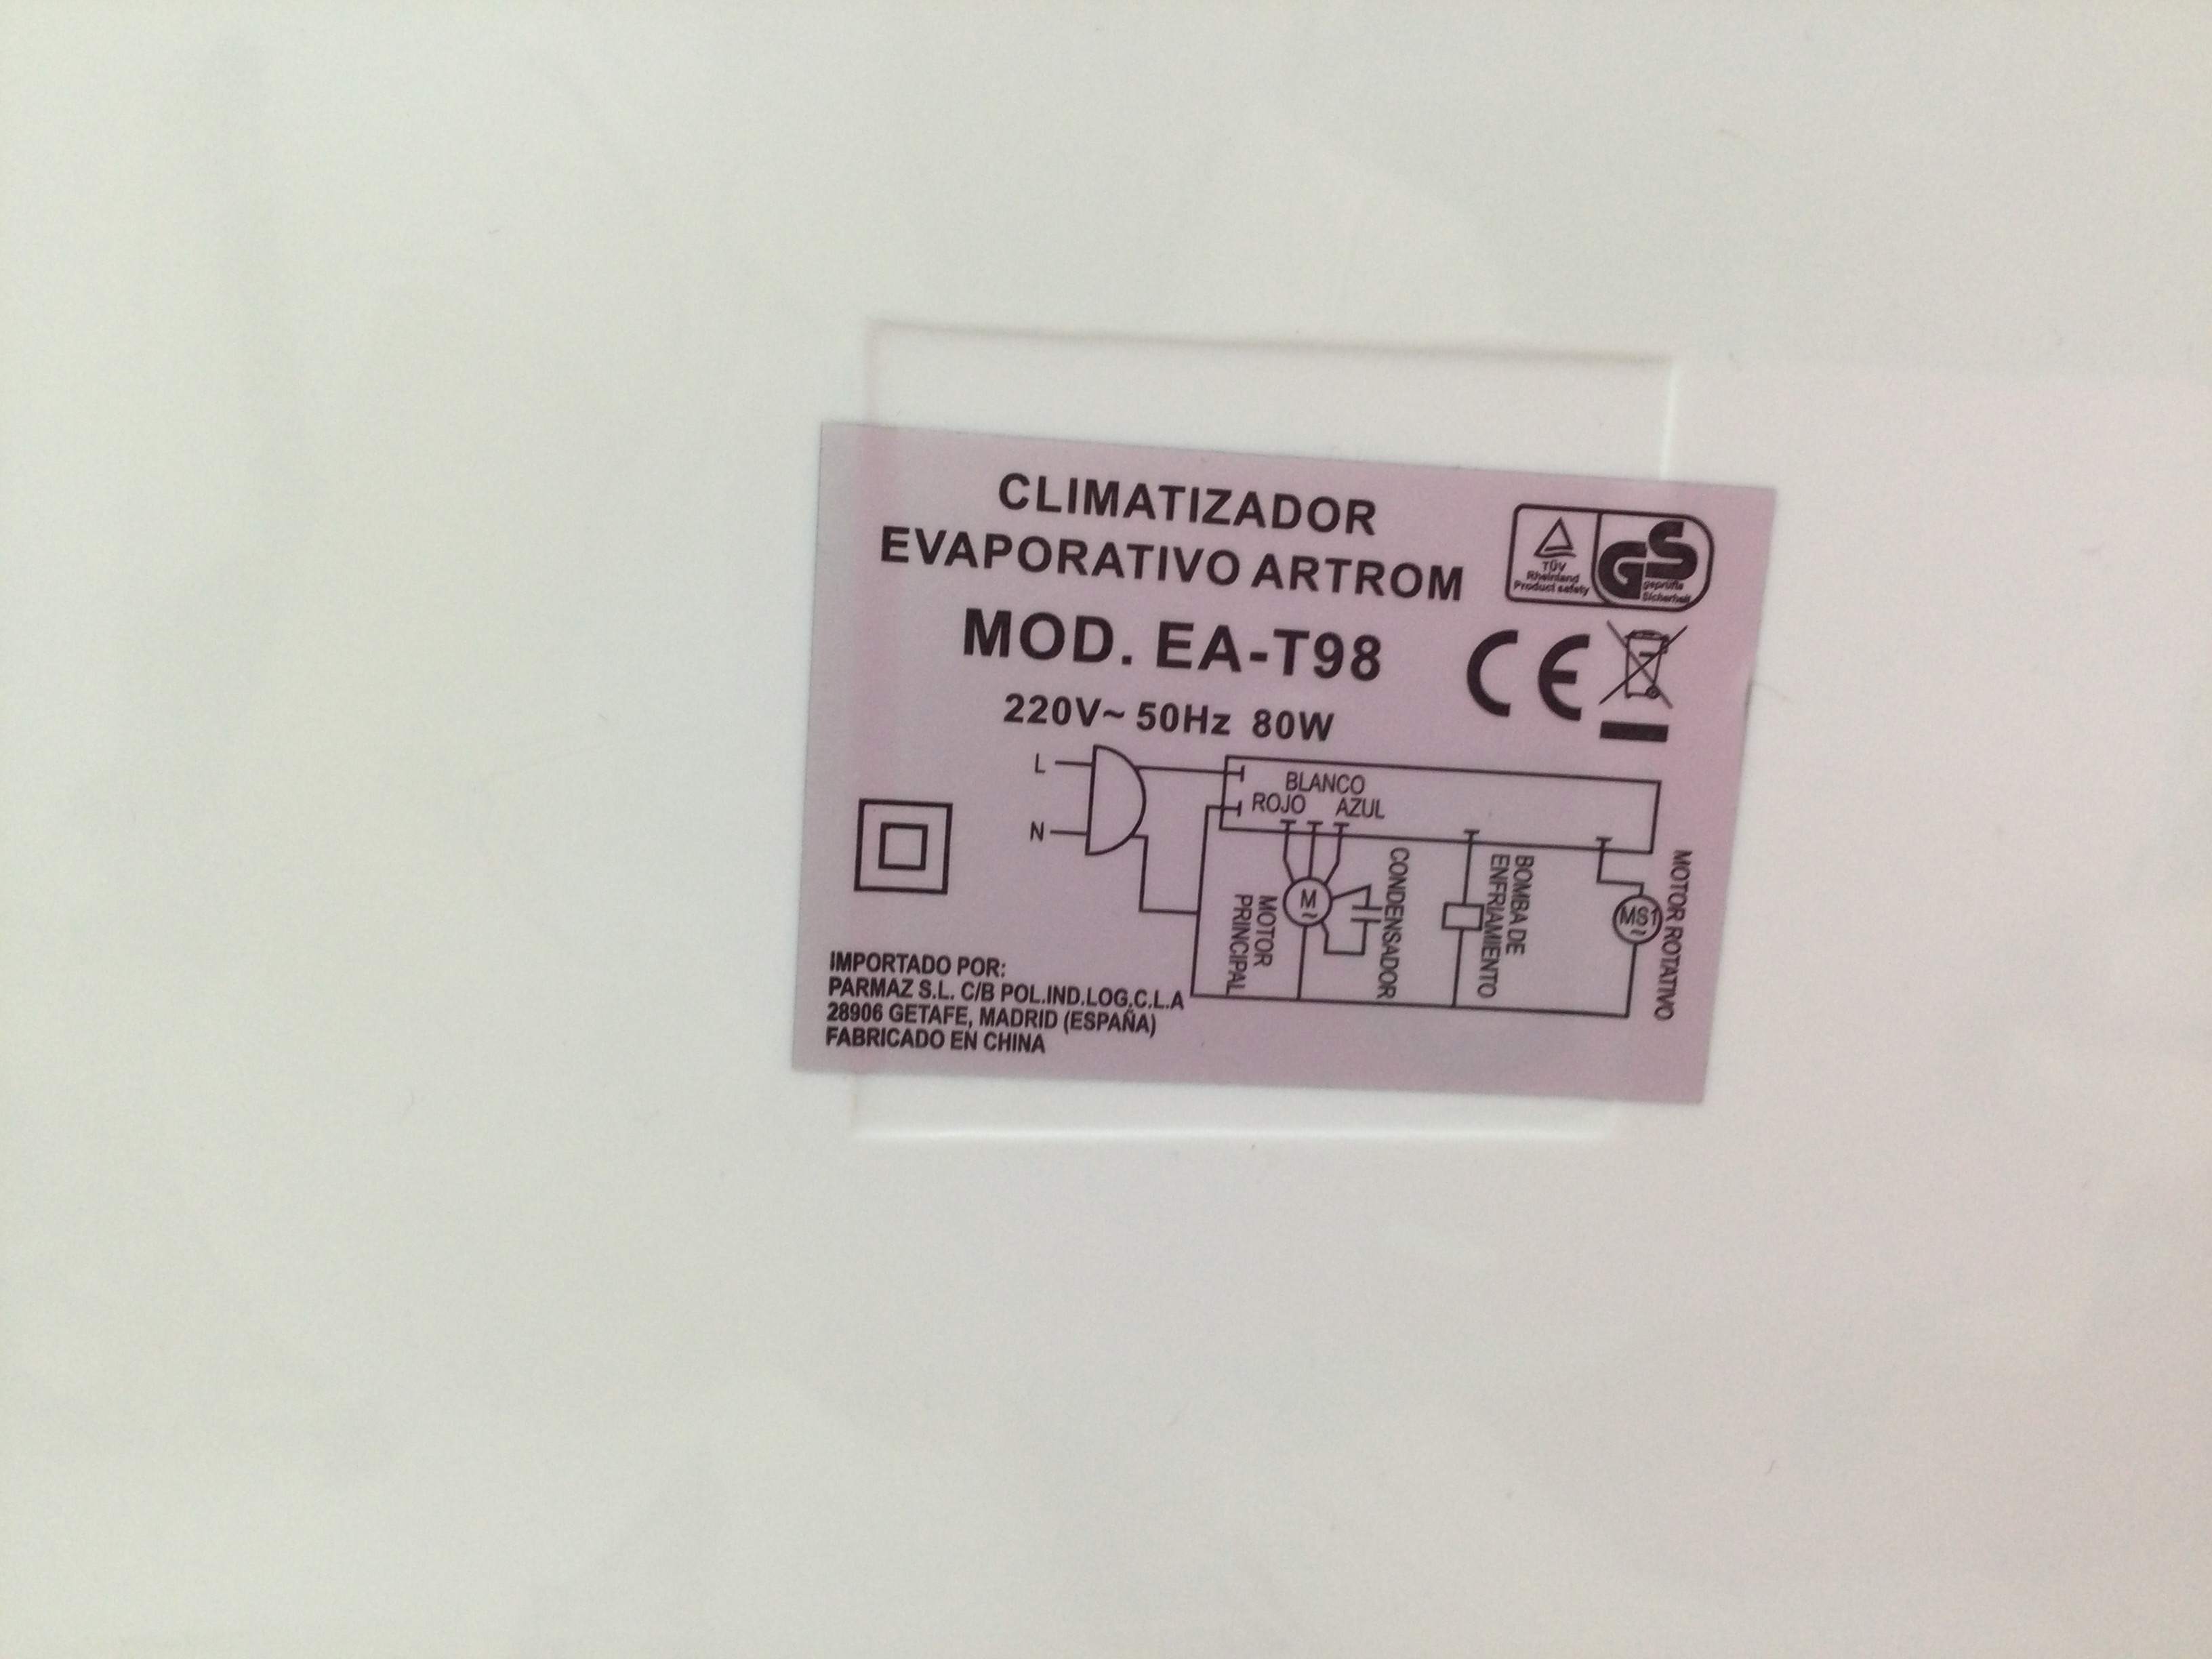 CLIMATIZADOR
EVAPORATIVO ARTROM
MOD. EA-T98
220V~ 50Hz 80W
TÜV
Rheinland
Product safety
GS
geprüfte
Sicherheit
CE
L
N
BLANCO
ROJO AZUL
M~
MOTOR
PRINCIPAL
CONDENSADOR
BOMBA DE
ENFRIAMIENTO
MS1~
MOTOR ROTATIVO
IMPORTADO POR:
PARMAZ S.L. C/B POL.IND.LOG.C.L.A
28906 GETAFE, MADRID (ESPAÑA)
FABRICADO EN CHINA